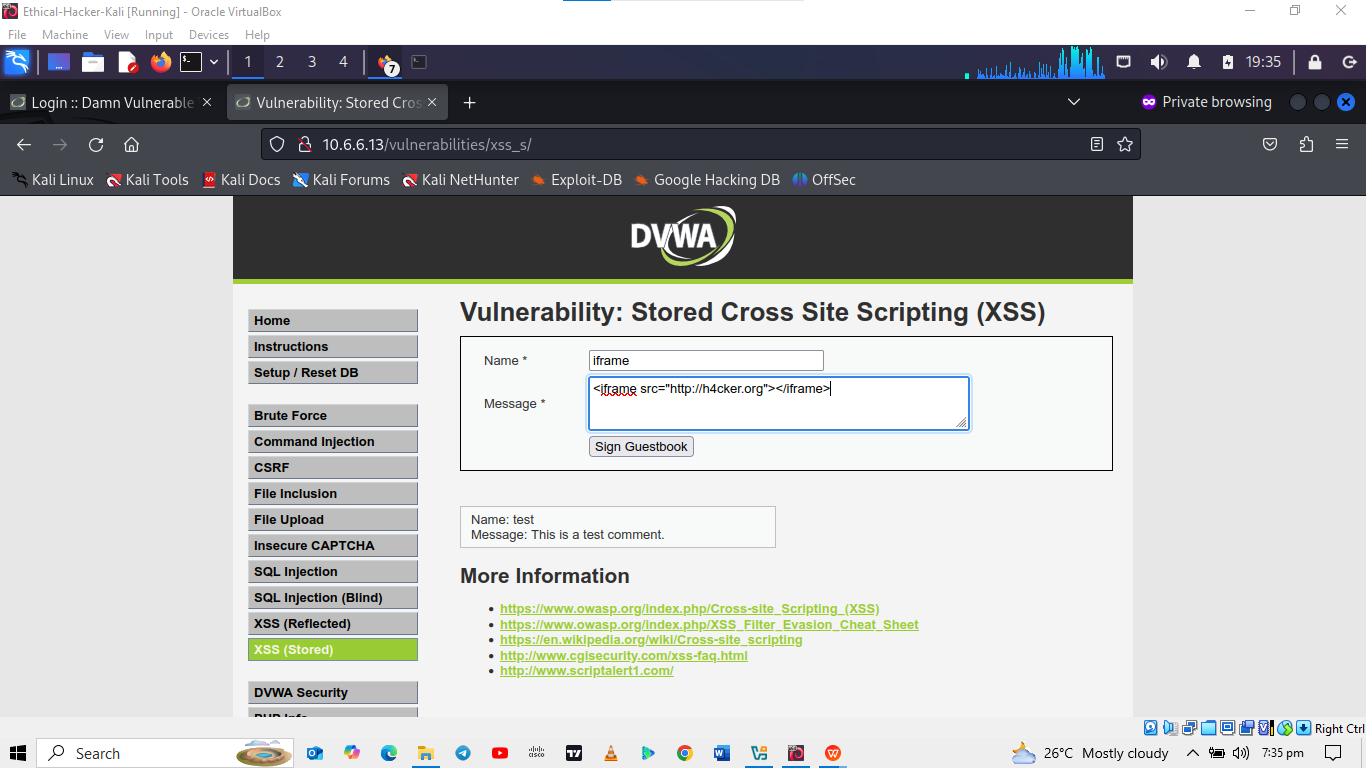 Ethical-Hacker-Kali [Running] - Oracle VirtualBox
File Machine View Input Devices Help
1 2 3 4 7 19:35
Login :: Damn Vulnerable Vulnerability: Stored Cros Private browsing
10.6.6.13/vulnerabilities/xss_s/
Kali Linux Kali Tools Kali Docs Kali Forums Kali NetHunter Exploit-DB Google Hacking DB OffSec
DVWA
Vulnerability: Stored Cross Site Scripting (XSS)
Home
Instructions
Setup / Reset DB
Brute Force
Command Injection
CSRF
File Inclusion
File Upload
Insecure CAPTCHA
SQL Injection
SQL Injection (Blind)
XSS (Reflected)
XSS (Stored)
DVWA Security
PHP Info
Name * iframe
Message * <iframe src="http://h4cker.org"></iframe>
Sign Guestbook
Name: test
Message: This is a test comment.
More Information
https://www.owasp.org/index.php/Cross-site_Scripting_(XSS)
https://www.owasp.org/index.php/XSS_Filter_Evasion_Cheat_Sheet
https://en.wikipedia.org/wiki/Cross-site_scripting
http://www.cgisecurity.com/xss-faq.html
http://www.scriptalert1.com/
Right Ctrl
Search 26°C Mostly cloudy 7:35 pm